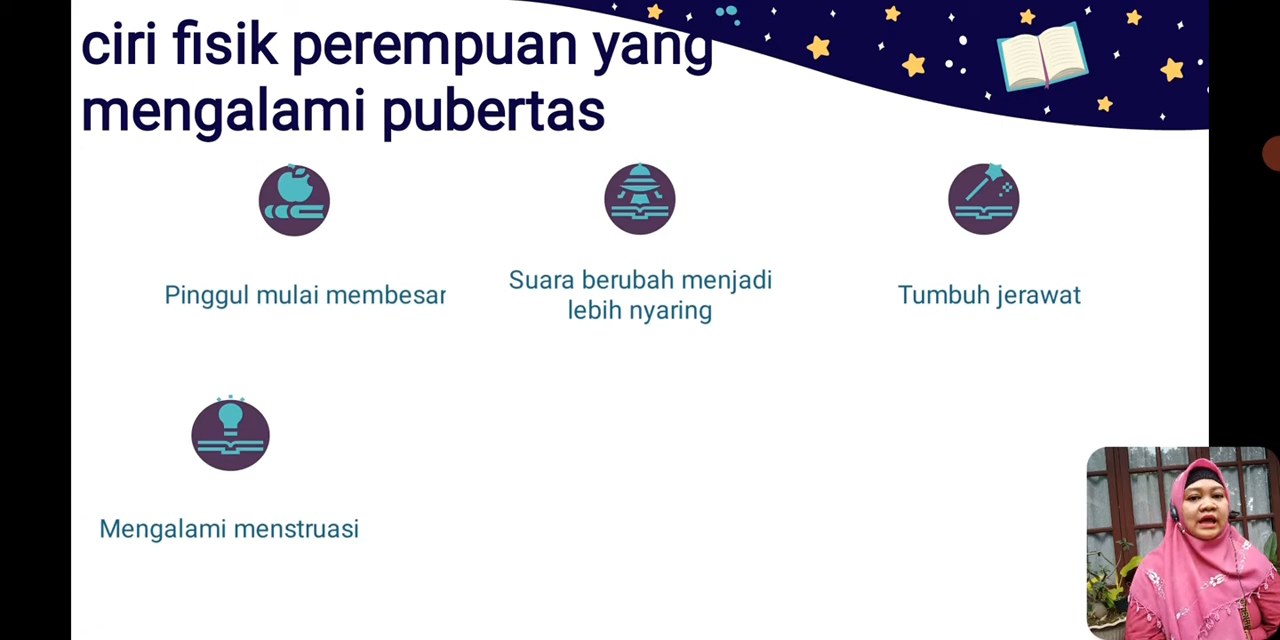 ciri fisik perempuan yang
mengalami pubertas
Pinggul mulai membesar
Suara berubah menjadi
lebih nyaring
Tumbuh jerawat
Mengalami menstruasi